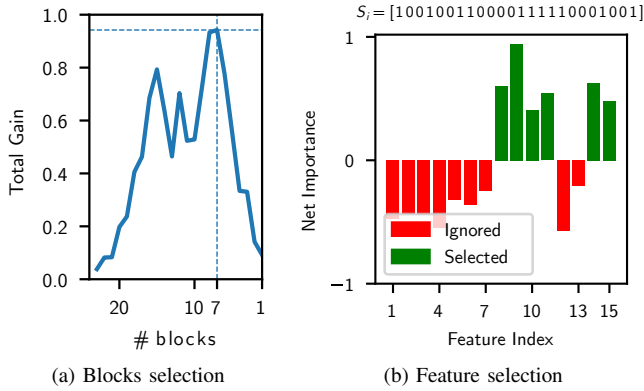 S_i = [1001001100001111110001001]
1.0
0.8
0.6
0.4
0.2
0.0
Total Gain
20
10
7
1
# blocks
(a) Blocks selection
1
0
−1
Net Importance
Ignored
Selected
1
4
7
10
13
15
Feature Index
(b) Feature selection